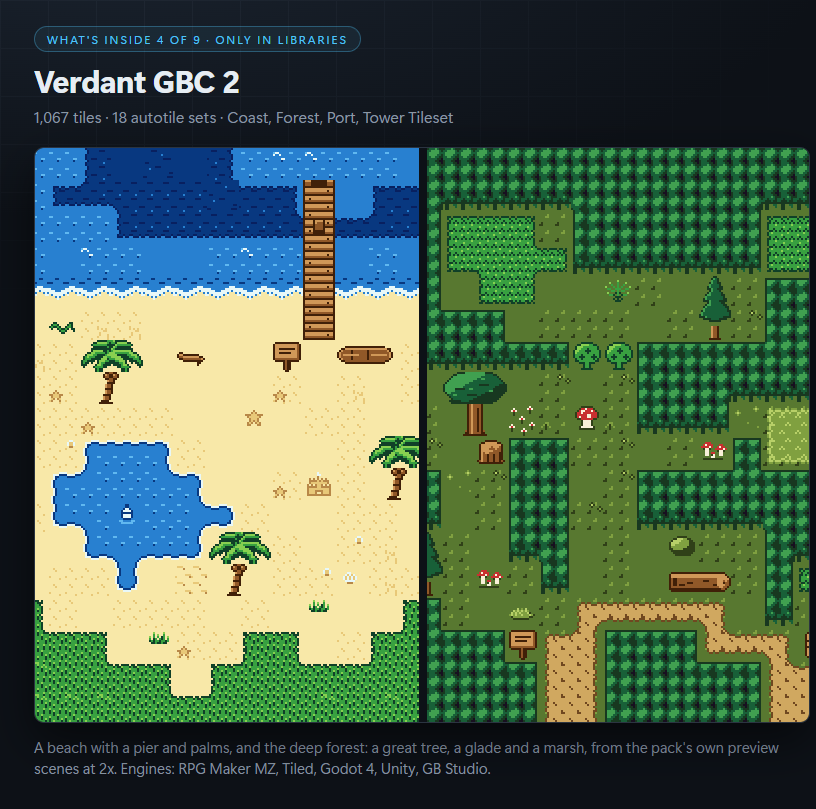 WHAT'S INSIDE 4 OF 9 · ONLY IN LIBRARIES
Verdant GBC 2
1,067 tiles · 18 autotile sets · Coast, Forest, Port, Tower Tileset
A beach with a pier and palms, and the deep forest: a great tree, a glade and a marsh, from the pack's own preview
scenes at 2x. Engines: RPG Maker MZ, Tiled, Godot 4, Unity, GB Studio.